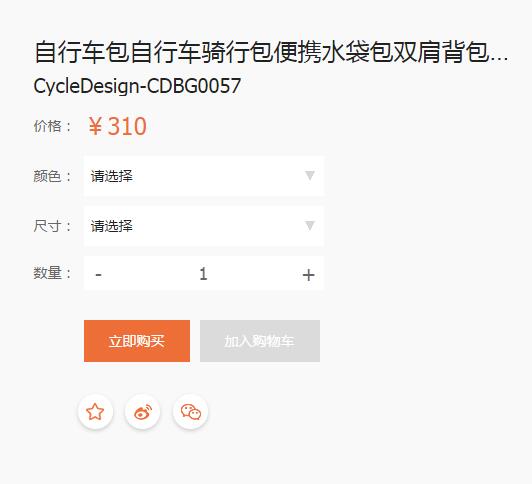 自行车包自行车骑行包便携水袋包双肩背包...
CycleDesign-CDBG0057
价格： ￥310
颜色： 请选择
尺寸： 请选择
数量： - 1 +
立即购买 加入购物车